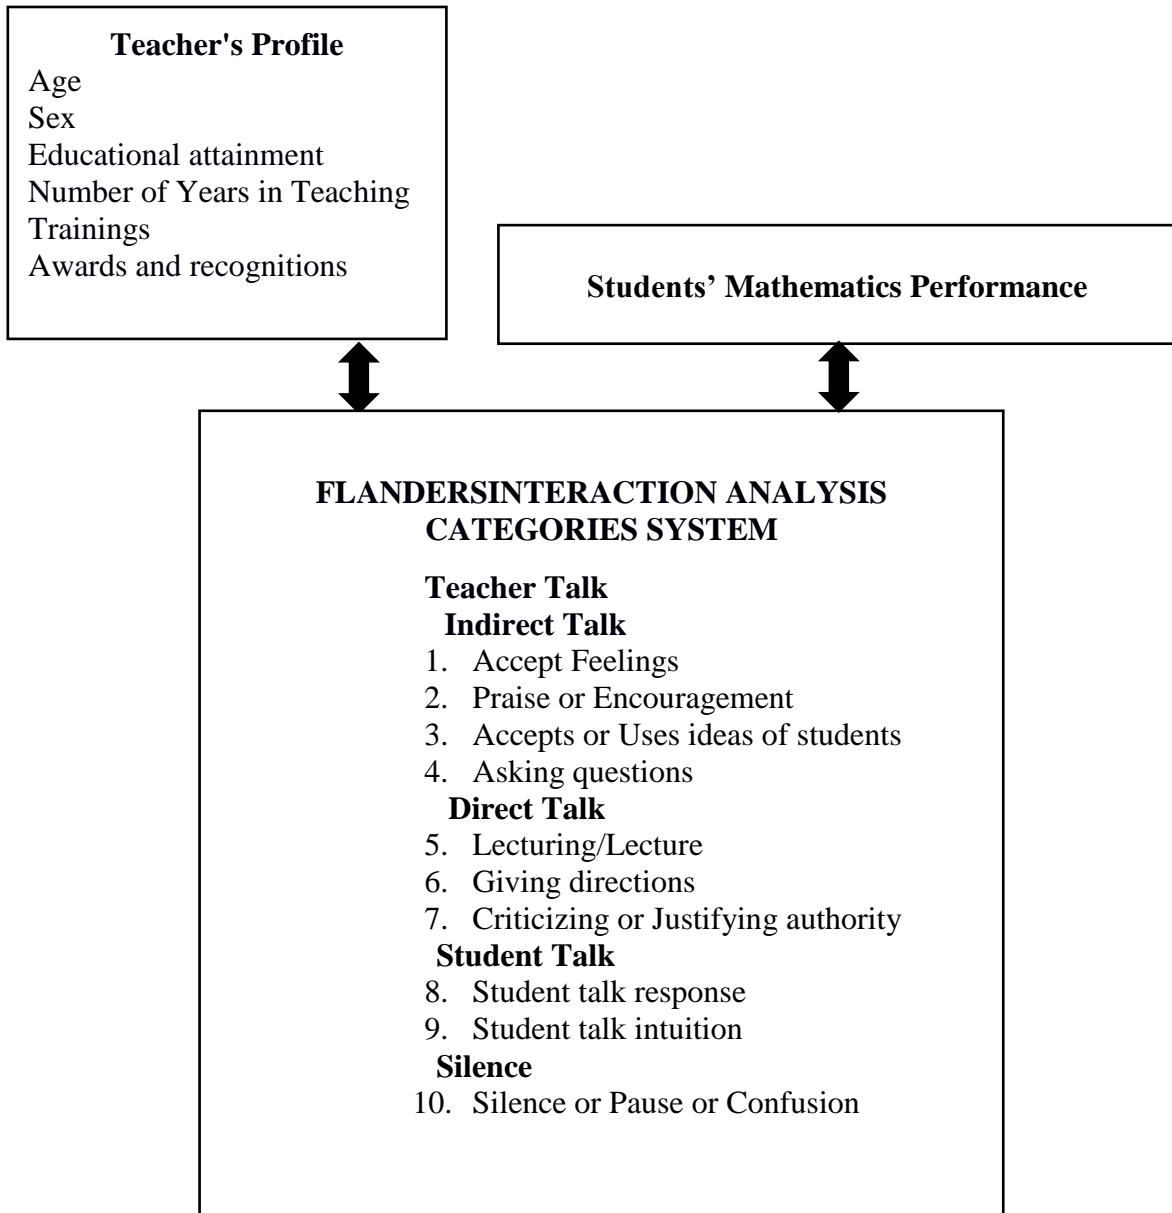 Teacher's Profile
Age
Sex
Educational attainment
Number of Years in Teaching
Trainings
Awards and recognitions
Students’ Mathematics Performance
FLANDERSINTERACTION ANALYSIS
CATEGORIES SYSTEM
Teacher Talk
Indirect Talk
1. Accept Feelings
2. Praise or Encouragement
3. Accepts or Uses ideas of students
4. Asking questions
Direct Talk
5. Lecturing/Lecture
6. Giving directions
7. Criticizing or Justifying authority
Student Talk
8. Student talk response
9. Student talk intuition
Silence
10. Silence or Pause or Confusion